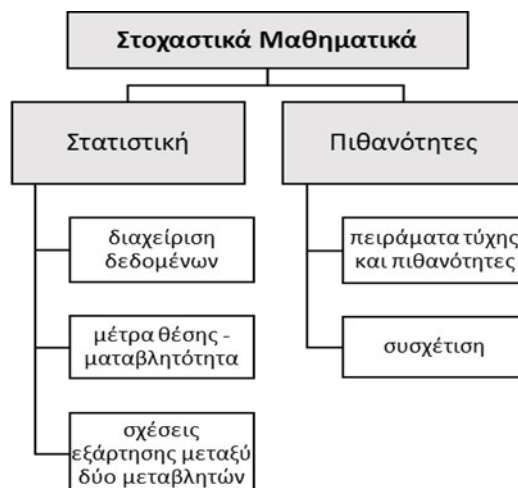 Στοχαστικά Μαθηματικά
Στατιστική
διαχείριση
δεδομένων
μέτρα θέσης -
ματαβλητότητα
σχέσεις
εξάρτησης μεταξύ
δύο μεταβλητών
Πιθανότητες
πειράματα τύχης
και πιθανότητες
συσχέτιση